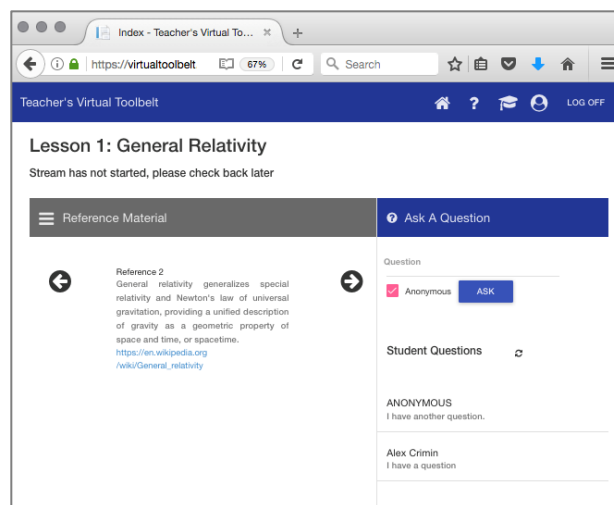 Index - Teacher's Virtual To...
https://virtualtoolbelt
67%
Search
Teacher's Virtual Toolbelt
LOG OFF
Lesson 1: General Relativity
Stream has not started, please check back later
Reference Material
Reference 2
General relativity generalizes special
relativity and Newton's law of universal
gravitation, providing a unified description
of gravity as a geometric property of
space and time, or spacetime.
https://en.wikipedia.org
/wiki/General_relativity
Ask A Question
Question
Anonymous
ASK
Student Questions
ANONYMOUS
I have another question.
Alex Crimin
I have a question